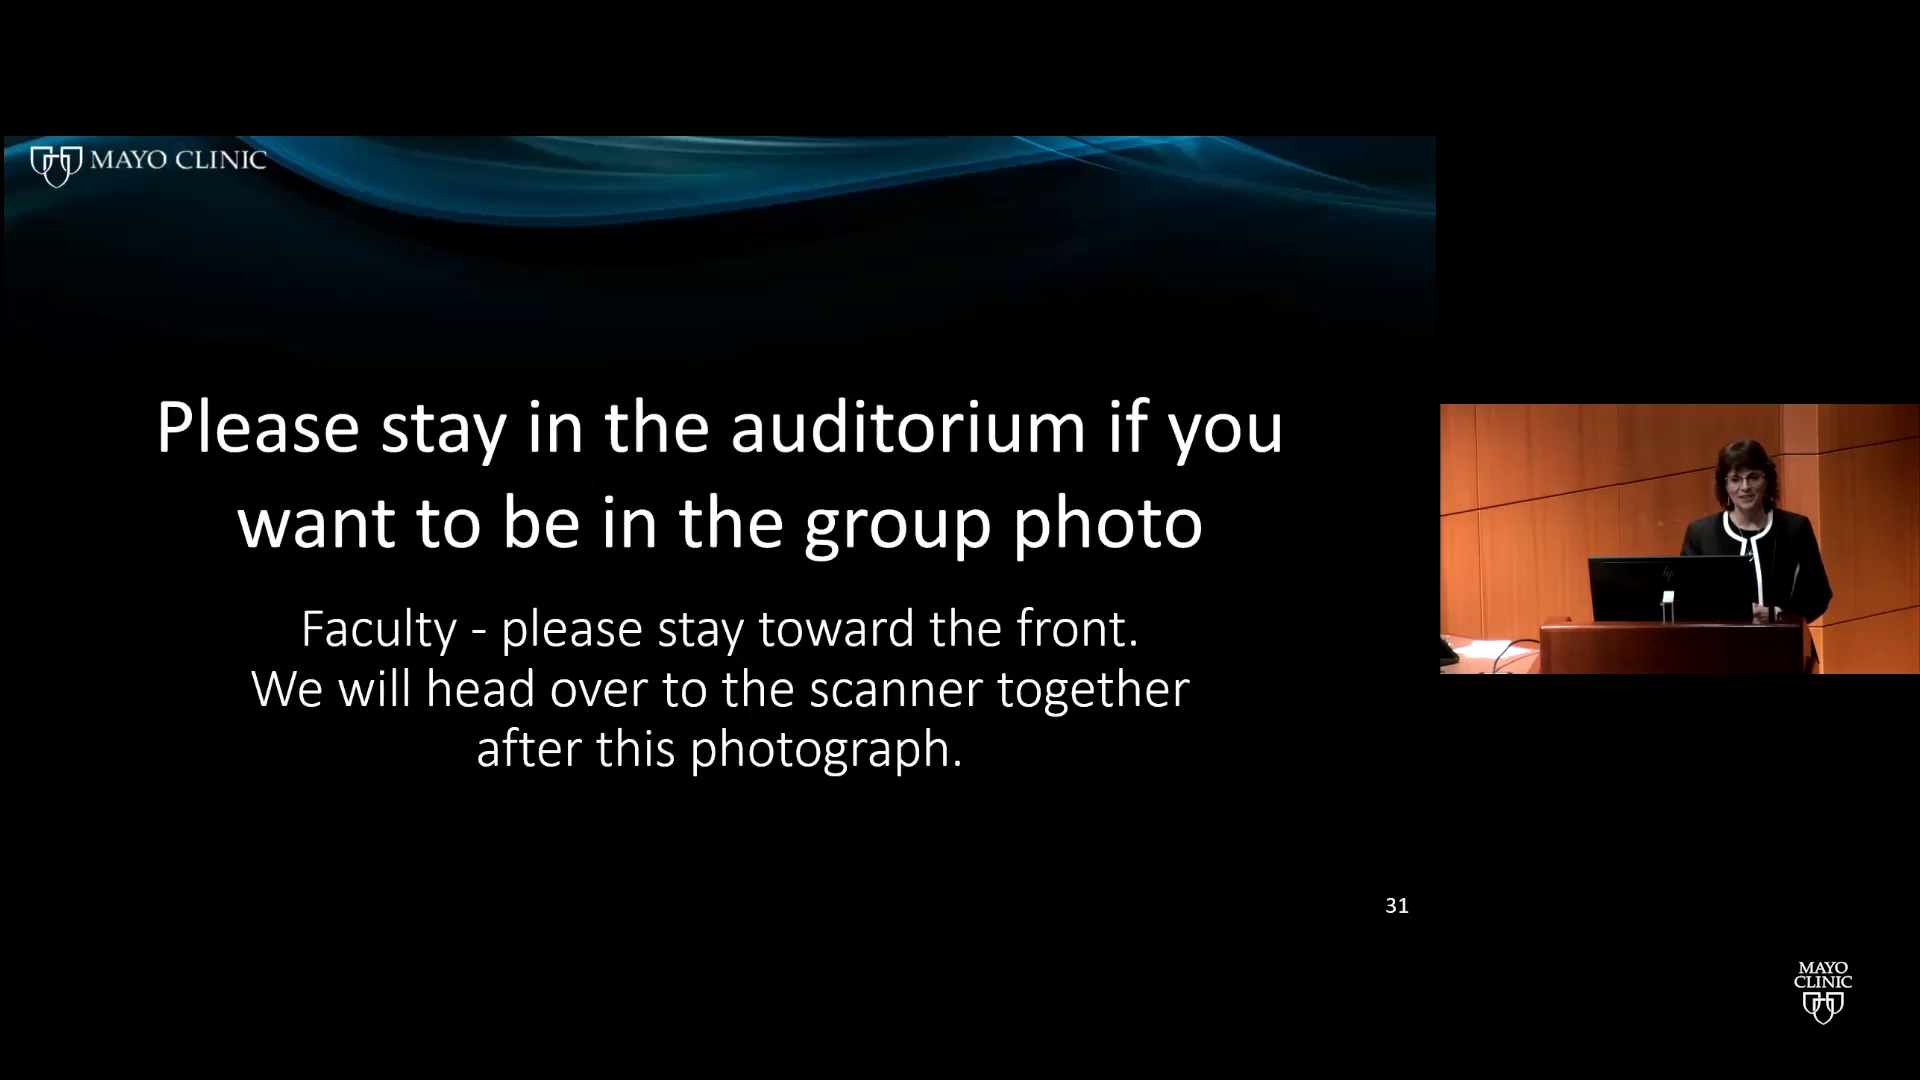 MAYO CLINIC
Please stay in the auditorium if you
want to be in the group photo
Faculty - please stay toward the front.
We will head over to the scanner together
after this photograph.
hp
31
MAYO
CLINIC